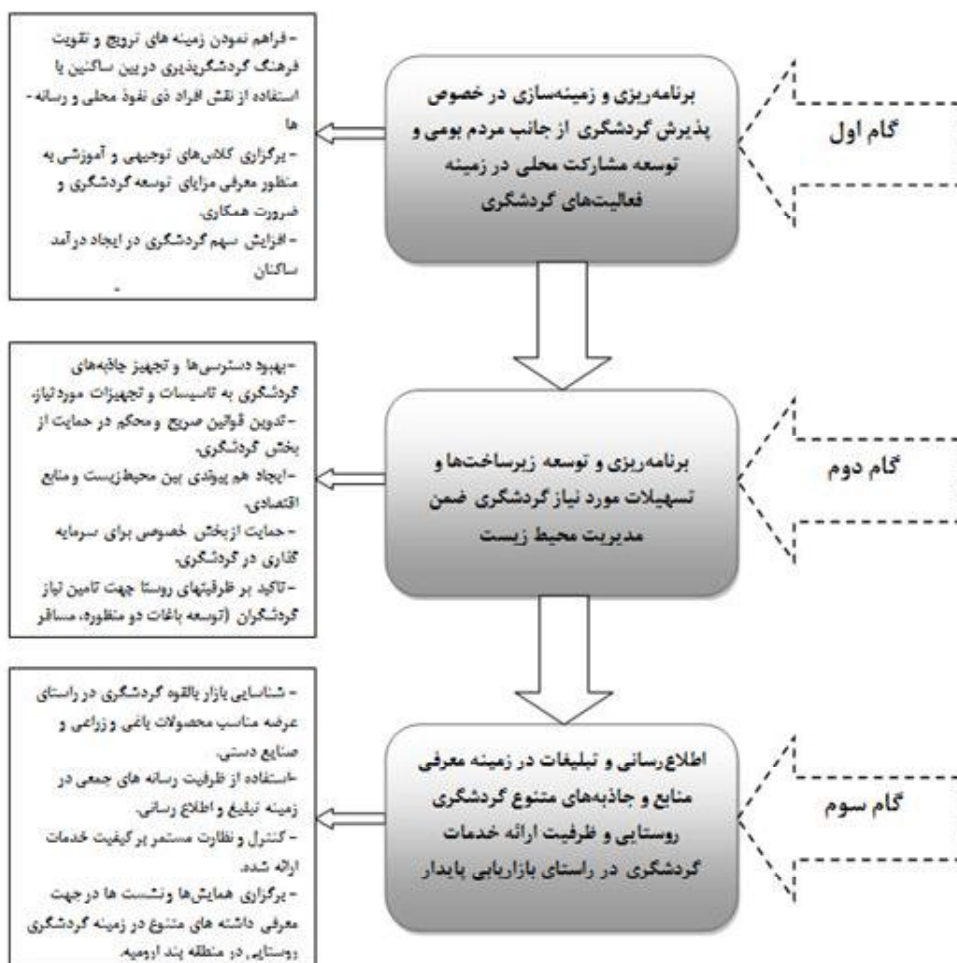 گام اول
برنامه‌ریزی و زمینه‌سازی در خصوص
پذیرش گردشگری از جانب مردم بومی و
توسعه مشارکت محلی در زمینه
فعالیت‌های گردشگری
- فراهم نمودن زمینه های ترویج و تقویت
فرهنگ گردشگرپذیری در بین ساکنین با
استفاده از نقش افراد ذی نفوذ محلی و رسانه-
ها
- برگزاری کلاس‌های توجیهی و آموزشی به
منظور معرفی مزایای توسعه گردشگری و
ضرورت همکاری.
- افزایش سهم گردشگری در ایجاد درآمد
ساکنان
گام دوم
برنامه‌ریزی و توسعه زیرساخت‌ها و
تسهیلات مورد نیاز گردشگری ضمن
مدیریت محیط زیست
-بهبود دسترسی‌ها و تجهیز جاذبه‌های
گردشگری به تاسیسات و تجهیزات مورد نیاز.
- تدوین قوانین صریح و محکم در حمایت از
بخش گردشگری.
- ایجاد هم پیوندی بین محیط‌زیست و منابع
اقتصادی.
- حمایت از بخش خصوصی برای سرمایه
گذاری در گردشگری.
- تاکید بر ظرفیتهای روستا جهت تامین نیاز
گردشگران (توسعه باغات دو منظوره، مسافر
گام سوم
اطلاع‌رسانی و تبلیغات در زمینه معرفی
منابع و جاذبه‌های متنوع گردشگری
روستایی و ظرفیت ارائه خدمات
گردشگری در راستای بازاریابی پایدار
- شناسایی بازار بالقوه گردشگری در راستای
عرضه مناسب محصولات باغی و زراعی و
صنایع دستی.
-استفاده از ظرفیت رسانه های جمعی در
زمینه تبلیغ و اطلاع رسانی.
- کنترل و نظارت مستمر بر کیفیت خدمات
ارائه شده.
- برگزاری همایش‌ها و نشست ها در جهت
معرفی داشته های متنوع در زمینه گردشگری
روستایی در منطقه بند ارومیه.